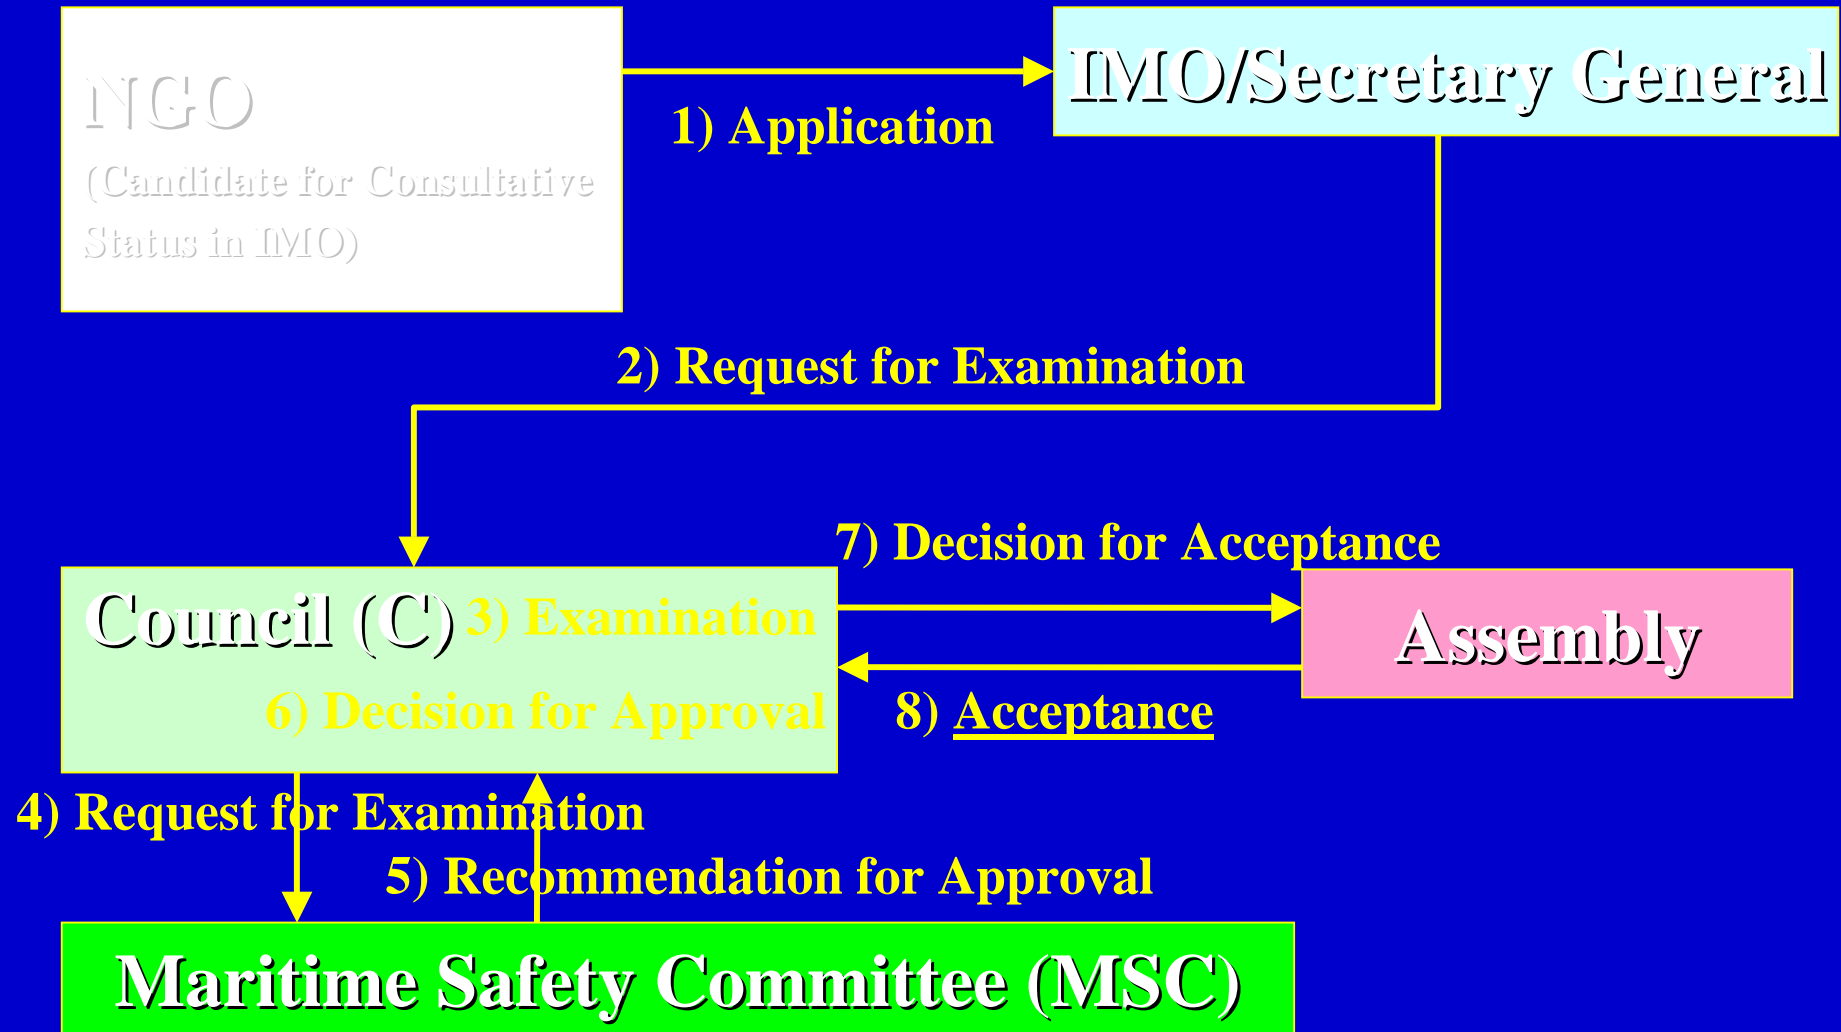 NGO
(Candidate for Consultative
Status in IMO)
1) Application
IMO/Secretary General
2) Request for Examination
7) Decision for Acceptance
Council (C)
3) Examination
Assembly
6) Decision for Approval
8) Acceptance
4) Request for Examination
5) Recommendation for Approval
Maritime Safety Committee (MSC)